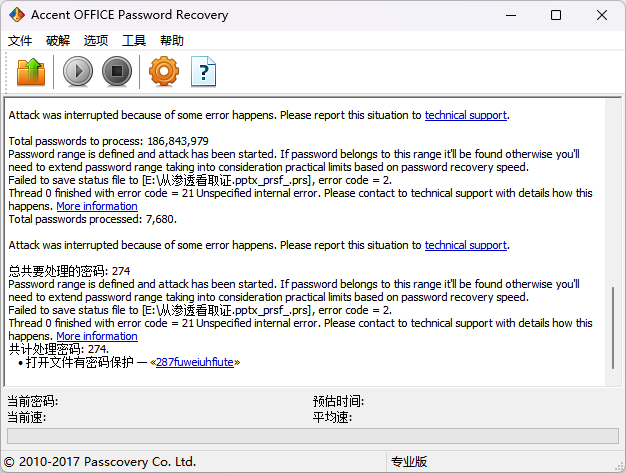 Accent OFFICE Password Recovery
文件 破解 选项 工具 帮助
Attack was interrupted because of some error happens. Please report this situation to technical support.
Total passwords to process: 186,843,979
Password range is defined and attack has been started. If password belongs to this range it'll be found otherwise you'll
need to extend password range taking into consideration practical limits based on password recovery speed.
Failed to save status file to [E:\从渗透看取证.pptx_prsf_.prs], error code = 2.
Thread 0 finished with error code = 21 Unspecified internal error. Please contact to technical support with details how this
happens. More information
Total passwords processed: 7,680.
Attack was interrupted because of some error happens. Please report this situation to technical support.
总共要处理的密码: 274
Password range is defined and attack has been started. If password belongs to this range it'll be found otherwise you'll
need to extend password range taking into consideration practical limits based on password recovery speed.
Failed to save status file to [E:\从渗透看取证.pptx_prsf_.prs], error code = 2.
Thread 0 finished with error code = 21 Unspecified internal error. Please contact to technical support with details how this
happens. More information
共计处理密码: 274.
• 打开文件有密码保护 — «287fuweiuhfiute»
当前密码: 预估时间:
当前速: 平均速:
© 2010-2017 Passcovery Co. Ltd. 专业版